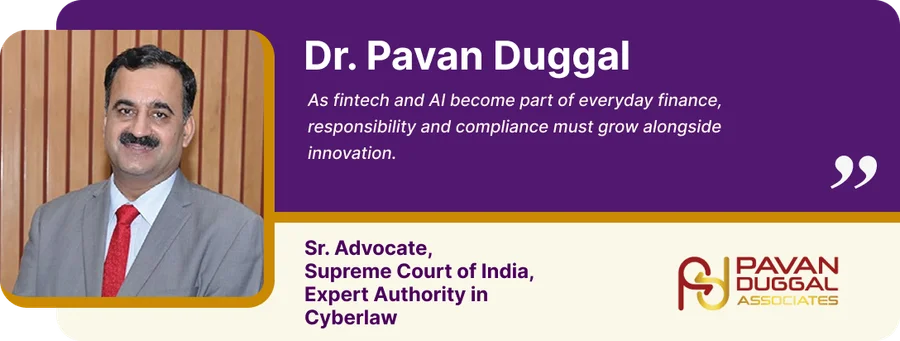 Dr. Pavan Duggal
As fintech and AI become part of everyday finance,
responsibility and compliance must grow alongside
innovation.
”
Sr. Advocate,
Supreme Court of India,
Expert Authority in
Cyberlaw
PAVAN
DUGGAL
ASSOCIATES